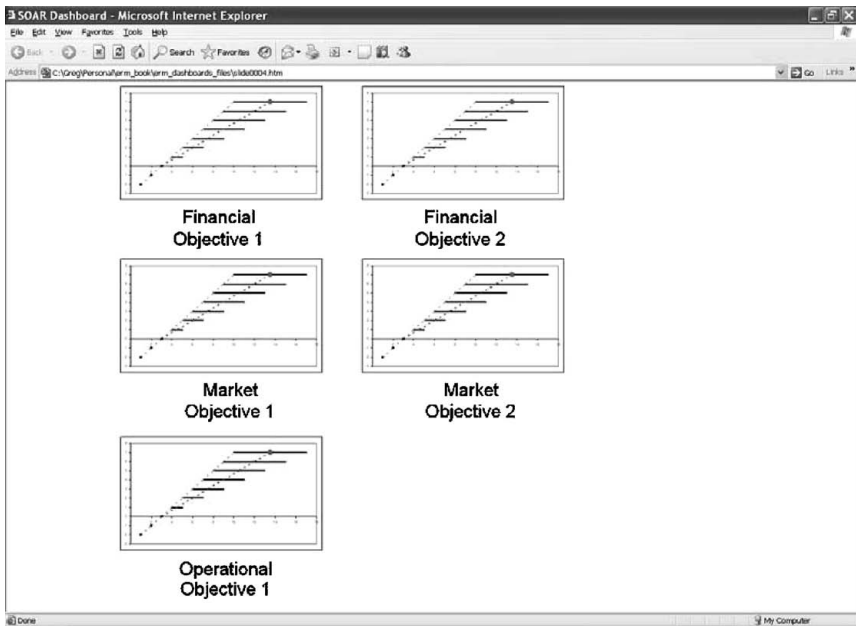 SOAR Dashboard - Microsoft Internet Explorer
File Edit View Favorites Tools Help
Back Search Favorites
Address C:\Greg\Personal\erm_book\erm_dashboards_files\slide0004.htm Go Links »
Financial
Objective 1
Financial
Objective 2
Market
Objective 1
Market
Objective 2
Operational
Objective 1
Done My Computer